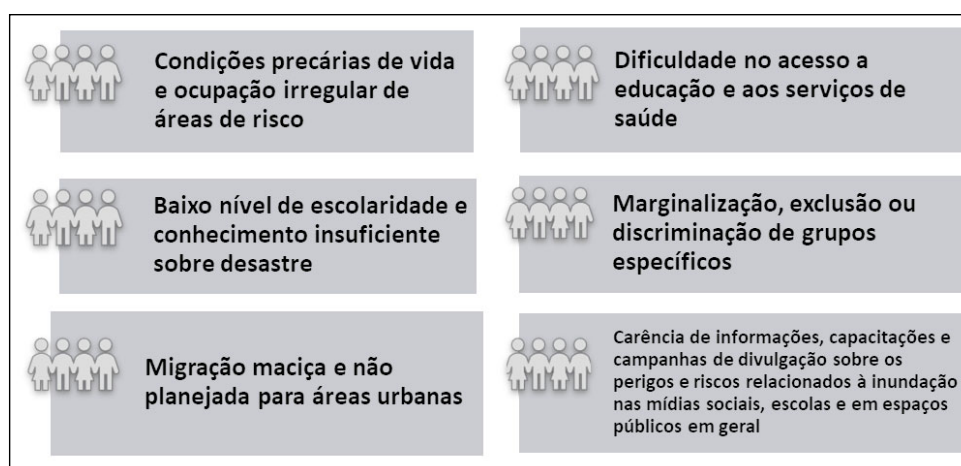 Condições precárias de vida
e ocupação irregular de
áreas de risco
Dificuldade no acesso a
educação e aos serviços de
saúde
Baixo nível de escolaridade e
conhecimento insuficiente
sobre desastre
Marginalização, exclusão ou
discriminação de grupos
específicos
Migração maciça e não
planejada para áreas urbanas
Carência de informações, capacitações e
campanhas de divulgação sobre os
perigos e riscos relacionados à inundação
nas mídias sociais, escolas e em espaços
públicos em geral